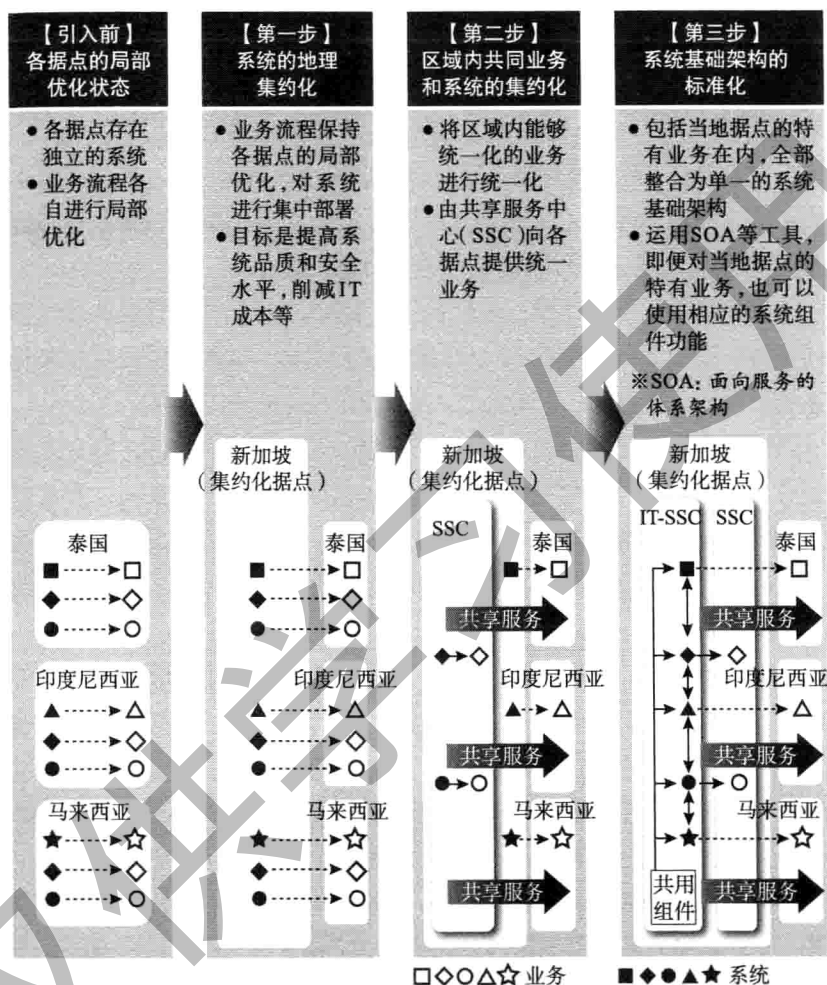 【引入前】
各据点的局部
优化状态
●各据点存在
独立的系统
●业务流程各
自进行局部
优化
泰国
印度尼西亚
马来西亚
【第一步】
系统的地理
集约化
●业务流程保持
各据点的局部
优化,对系统
进行集中部署
●目标是提高系
统品质和安全
水平,削减IT
成本等
新加坡
(集约化据点)
泰国
印度尼西亚
马来西亚
【第二步】
区域内共同业务
和系统的集约化
●将区域内能够
统一化的业务
进行统一化
●由共享服务中
心(SSC)向各
据点提供统一
业务
新加坡
(集约化据点)
SSC
泰国
共享服务
印度尼西亚
共享服务
马来西亚
共享服务
【第三步】
系统基础架构的
标准化
●包括当地据点的特
有业务在内,全部
整合为单一的系统
基础架构
●运用SOA等工具,
即便对当地据点的
特有业务,也可以
使用相应的系统组
件功能
※SOA:面向服务的
体系架构
新加坡
(集约化据点)
IT-SSC SSC
泰国
共享服务
印度尼西亚
共享服务
马来西亚
共用
组件
共享服务
□◇○△☆ 业务 ■◆●▲★ 系统
仅供学习使用